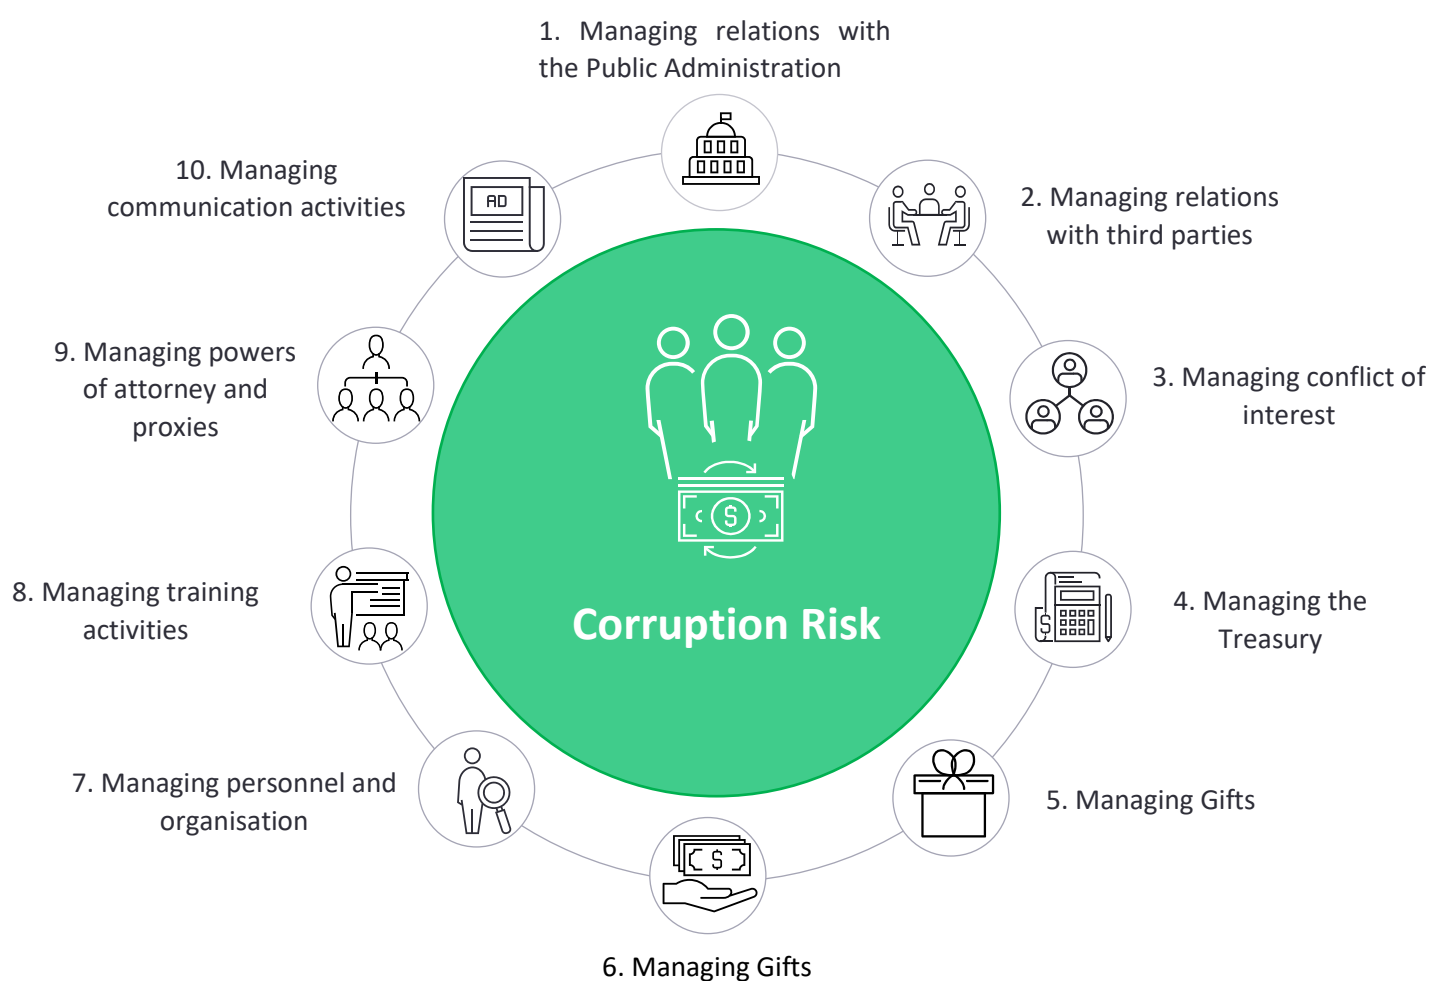 1. Managing relations with
the Public Administration
2. Managing relations
with third parties
3. Managing conflict of
interest
4. Managing the
Treasury
5. Managing Gifts
6. Managing Gifts
7. Managing personnel and
organisation
8. Managing training
activities
9. Managing powers
of attorney and
proxies
10. Managing
communication activities
AD
$
$
Corruption Risk
$
$